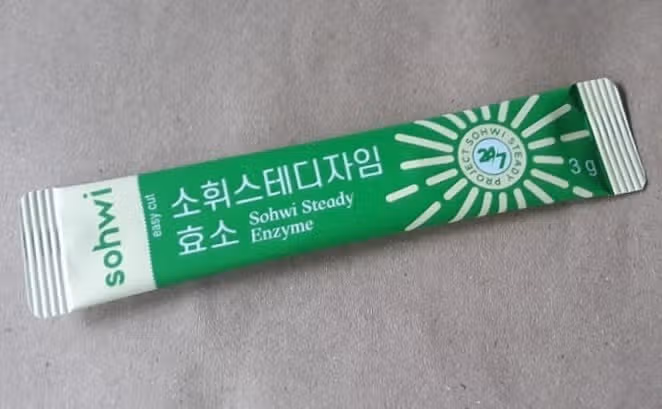 sohwi
easy cut
소휘스테디자임
효소
Sohwi Steady
Enzyme
PROJECT SOHWI STEADY
24/7
3 g